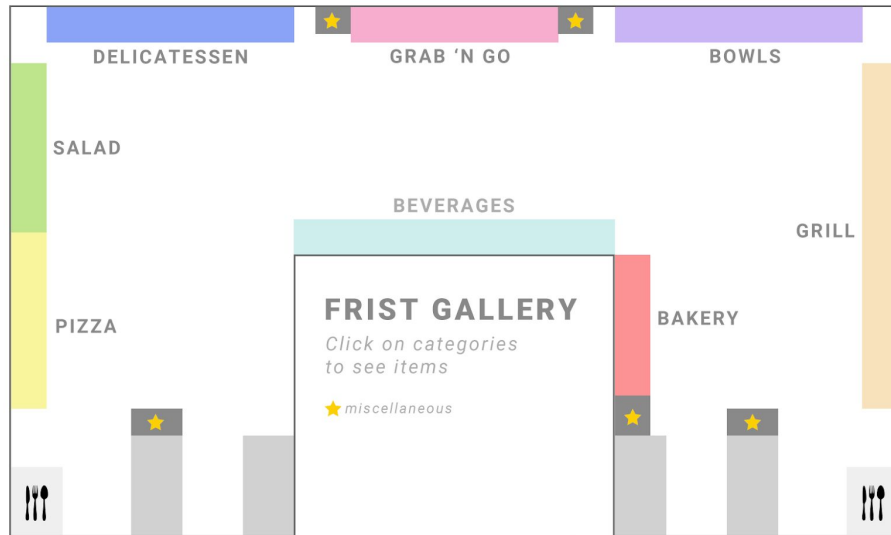 DELICATESSEN
GRAB ‘N GO
BOWLS
SALAD
BEVERAGES
GRILL
PIZZA
FRIST GALLERY
Click on categories
to see items
miscellaneous
BAKERY